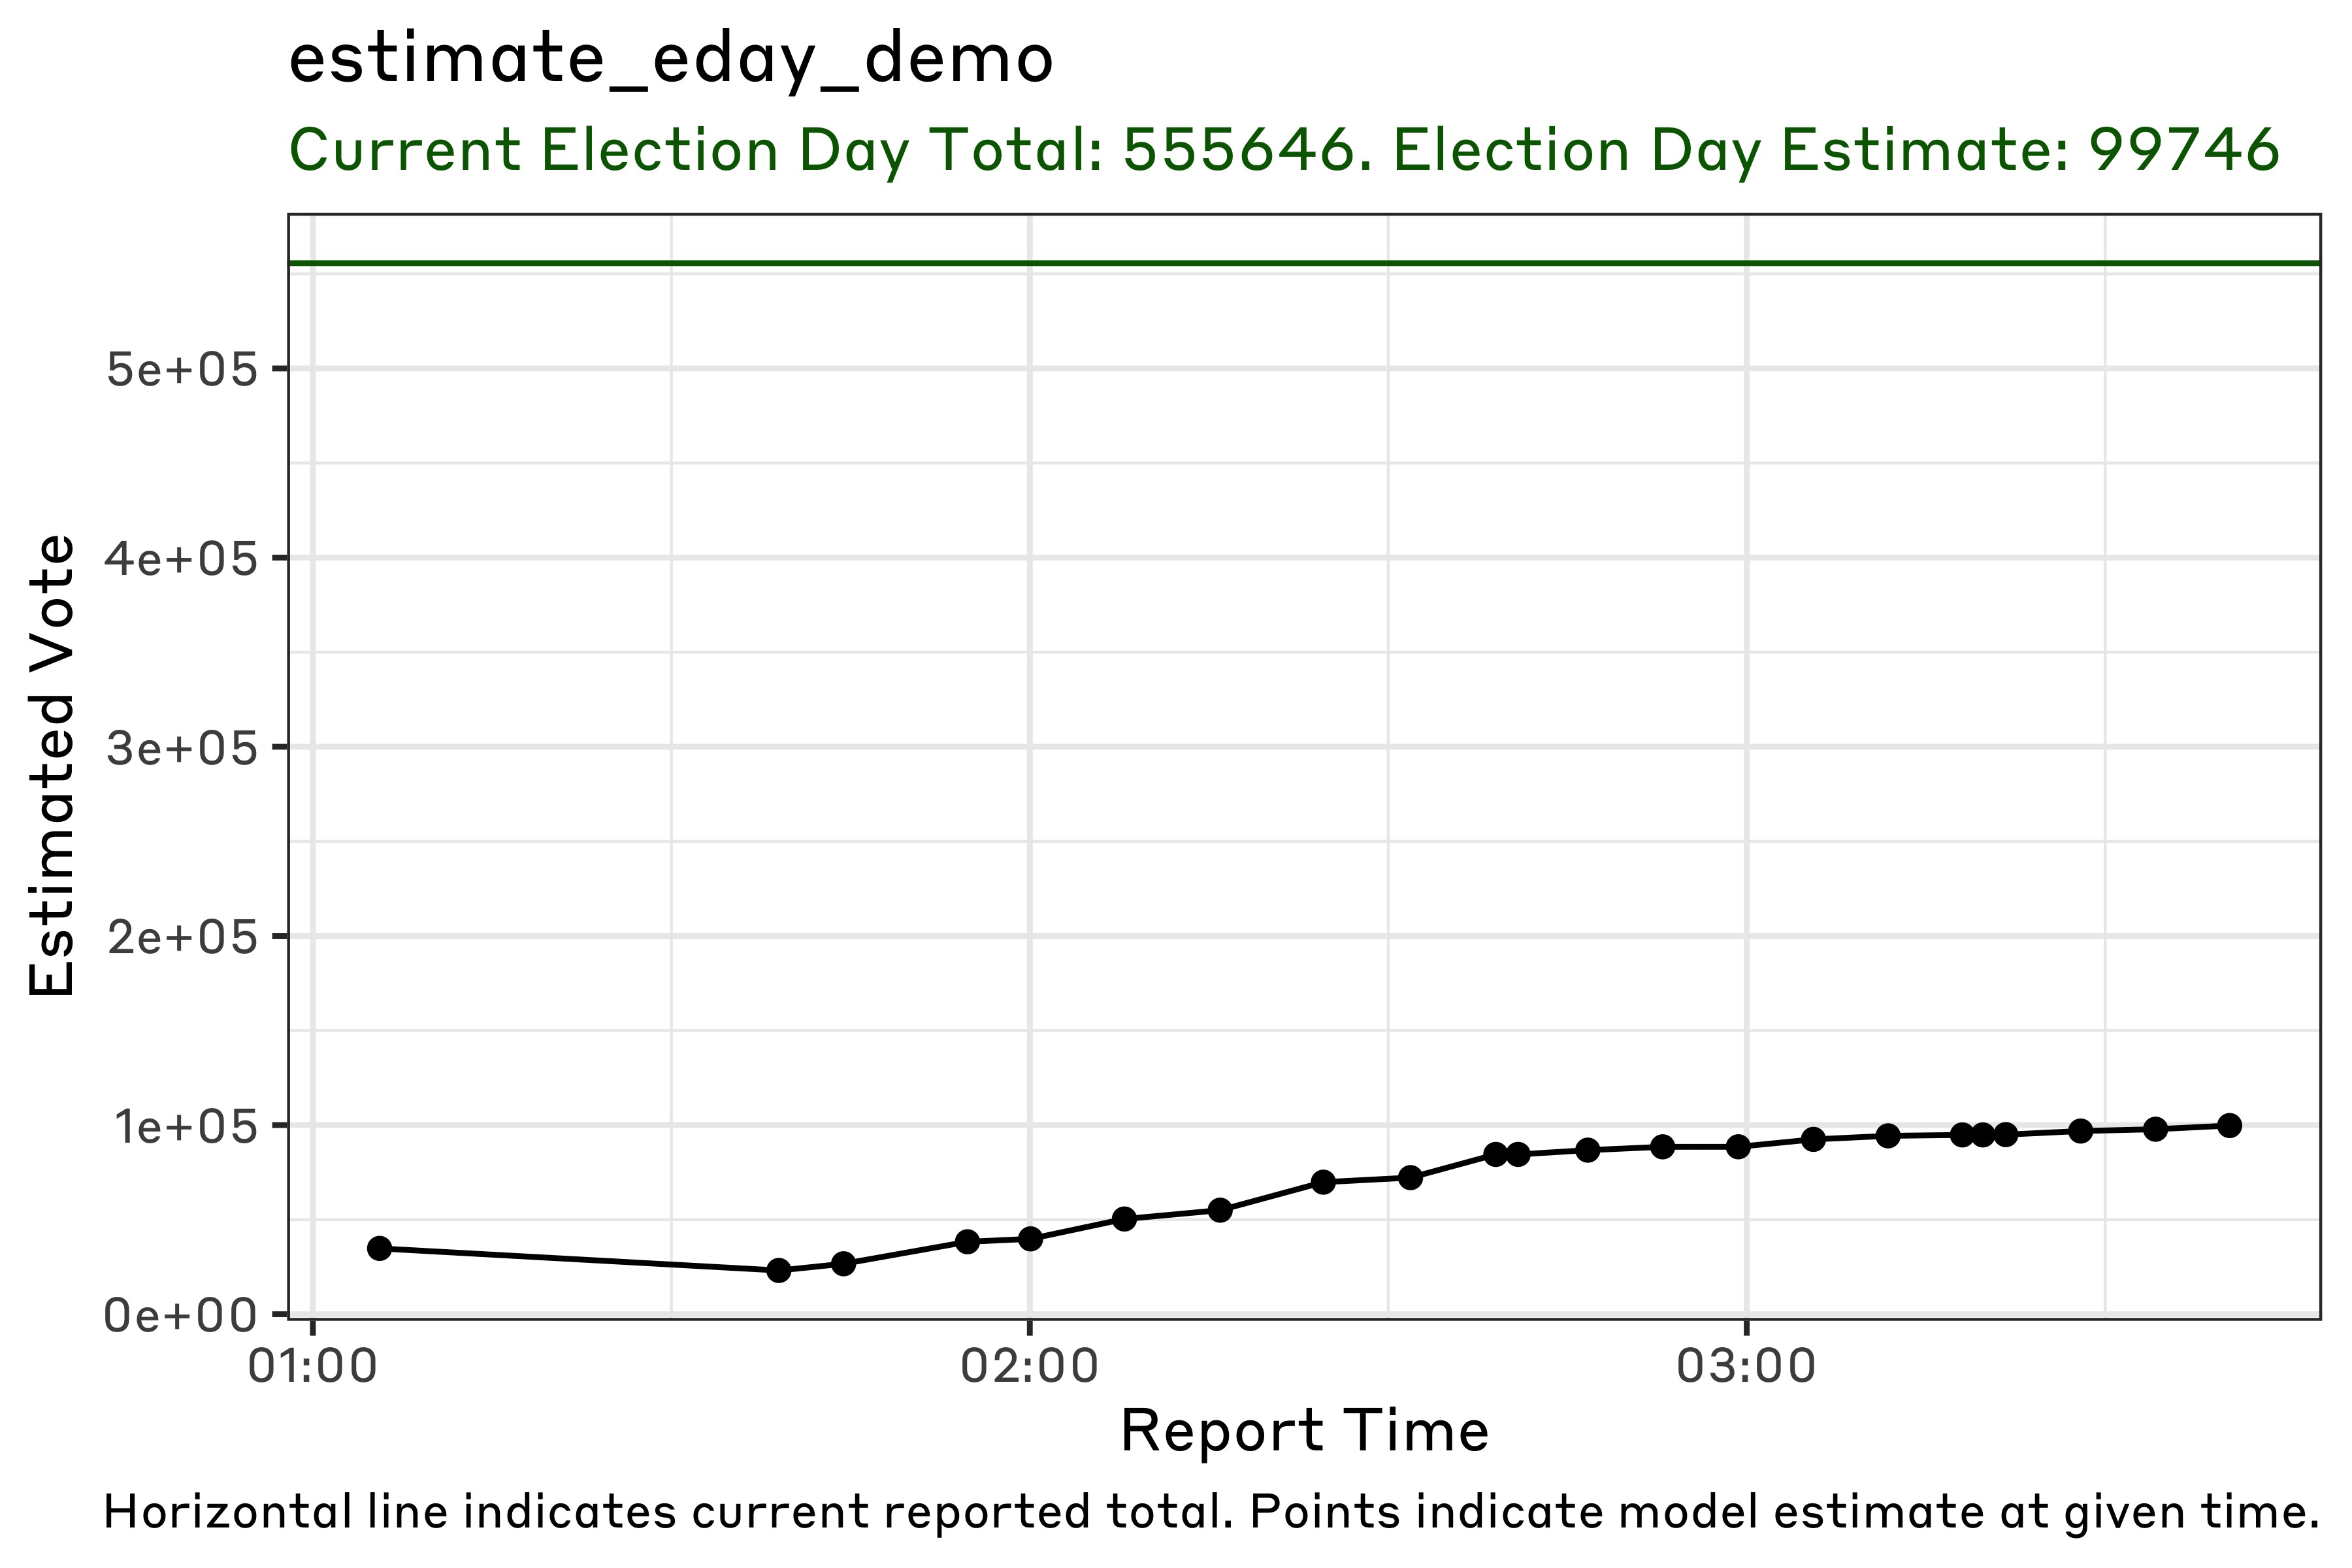 estimate_eday_demo
Current Election Day Total: 555646. Election Day Estimate: 99746
Estimated Vote
5e+05
4e+05
3e+05
2e+05
1e+05
0e+00
01:00 02:00 03:00
Report Time
Horizontal line indicates current reported total. Points indicate model estimate at given time.